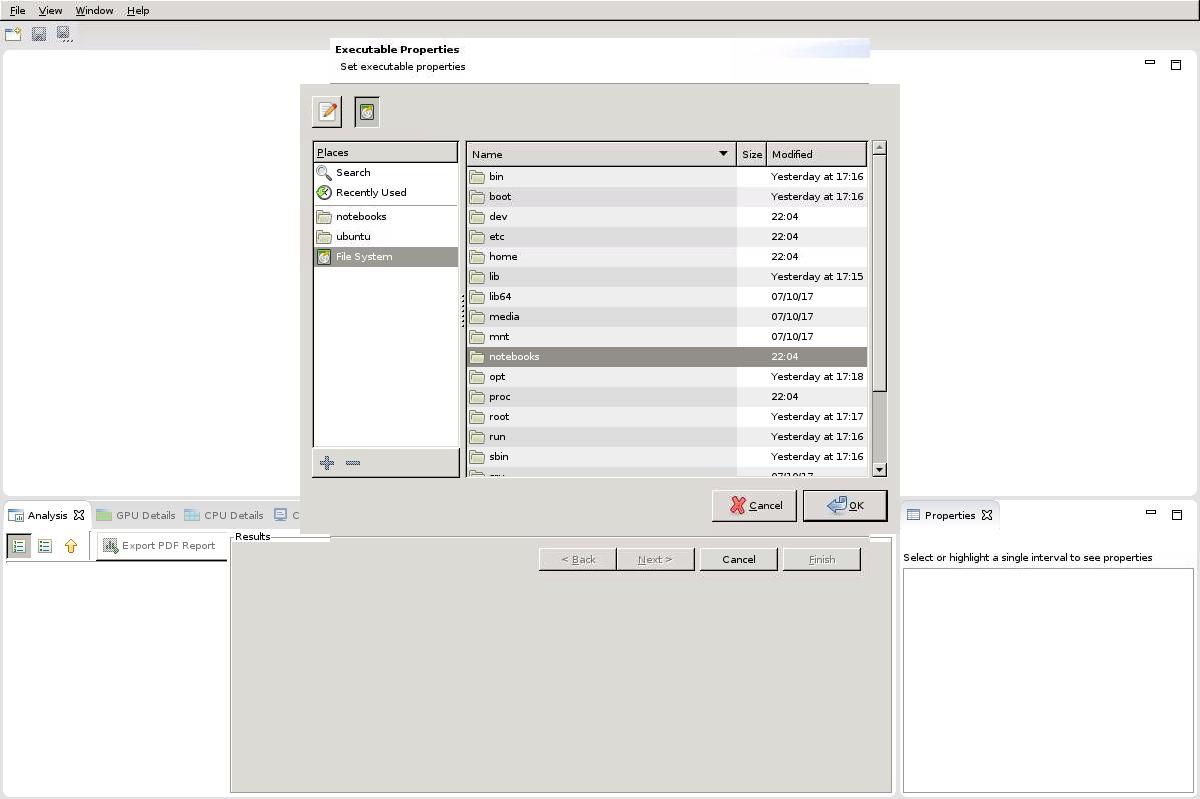 File View Window Help
Executable Properties
Set executable properties
Places
Search
Recently Used
notebooks
ubuntu
File System
Name Size Modified
bin Yesterday at 17:16
boot Yesterday at 17:16
dev 22:04
etc 22:04
home 22:04
lib Yesterday at 17:15
lib64 07/10/17
media 07/10/17
mnt 07/10/17
notebooks 22:04
opt Yesterday at 17:18
proc 22:04
root Yesterday at 17:17
run Yesterday at 17:16
sbin Yesterday at 17:16
07/10/17
Cancel OK
Analysis GPU Details CPU Details C
Properties
Export PDF Report
Results
< Back Next > Cancel Finish
Select or highlight a single interval to see properties